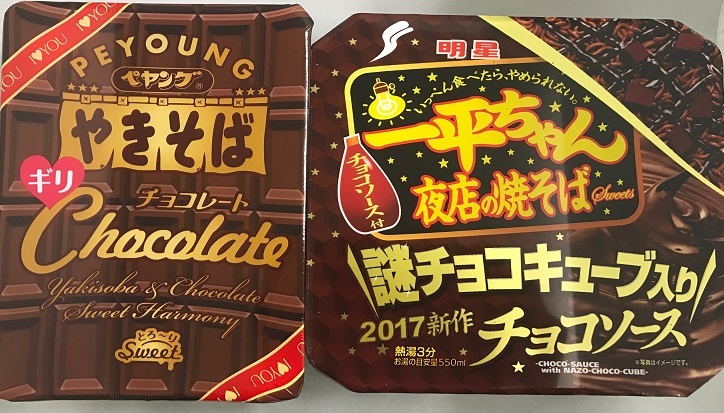 I♥YOU
PEYOUNG
ペヤング®
やきそば
ギリ
チョコレート
Chocolate
Yakisoba & Chocolate
Sweet Harmony
とろ〜り
Sweet
I♥YOU
明星
いっぺん食べたら、やめられない。
一平ちゃん
チョコソース付
夜店の焼そば
Sweets
謎チョコキューブ入り
2017新作
チョコソース
熱湯3分
お湯の目安量550ml
-CHOCO-SAUCE
with NAZO-CHOCO-CUBE-
※写真はイメージです。